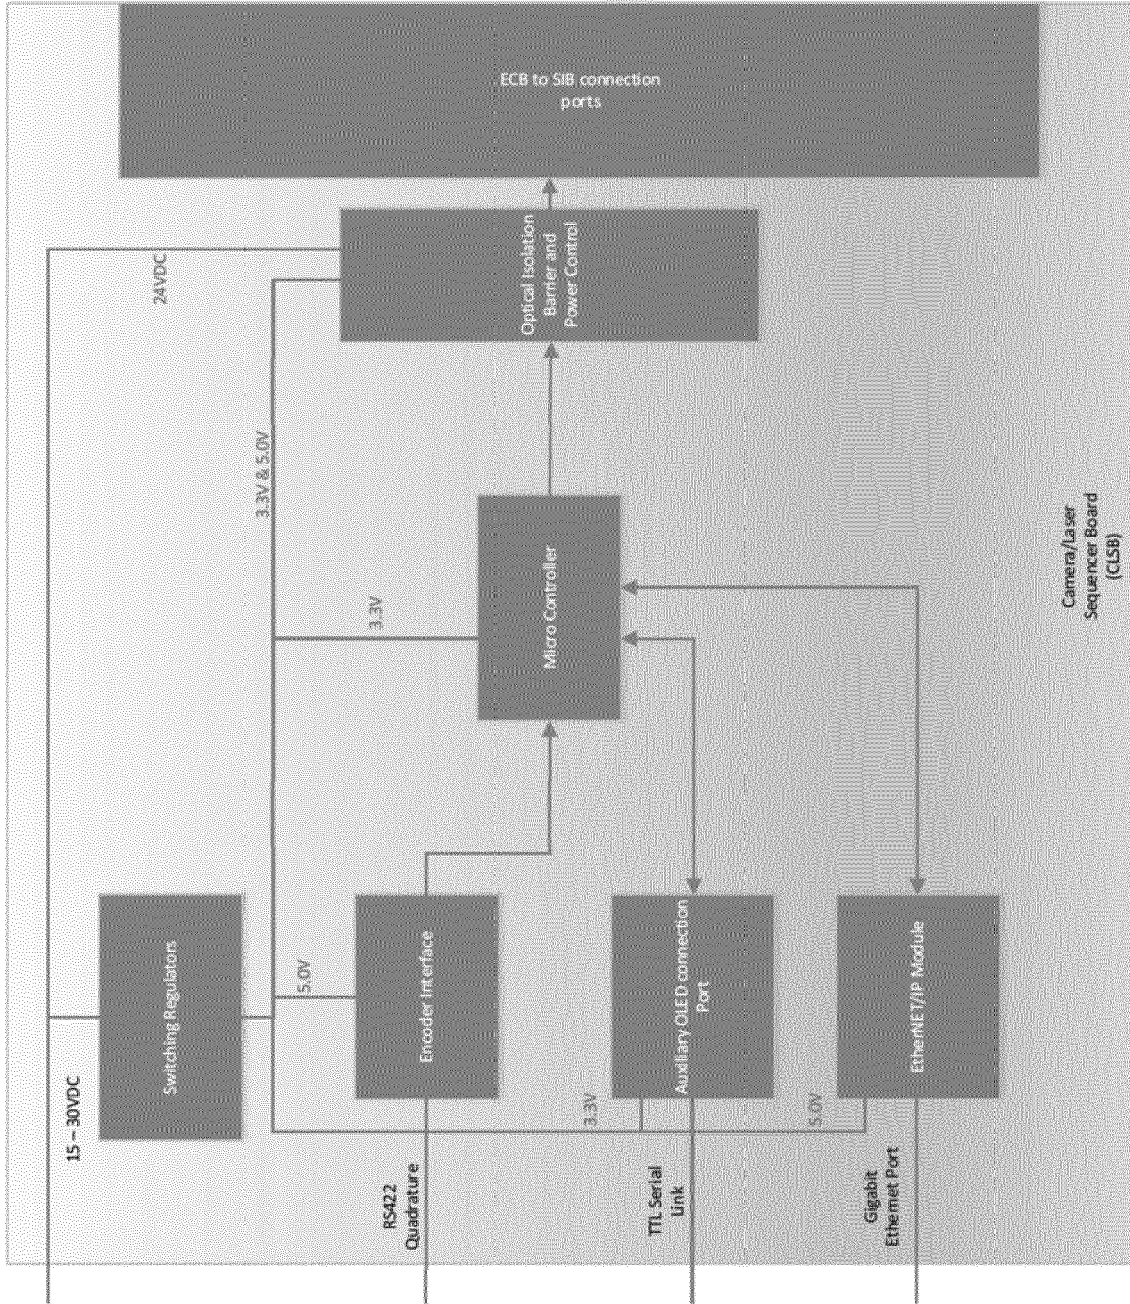 ECB to SIB connection
ports
24VDC
Optical Isolation
Barrier and
Power Control
3.3V & 5.0V
3.3V
Micro Controller
15 – 30VDC
Switching Regulators
5.0V
Encoder Interface
RS422
Quadrature
3.3V
Auxiliary OLED connection
Port
TTL Serial
Link
5.0V
EtherNET/IP Module
Gigabit
Ethernet Port
Camera/Laser
Sequencer Board
(CLSB)